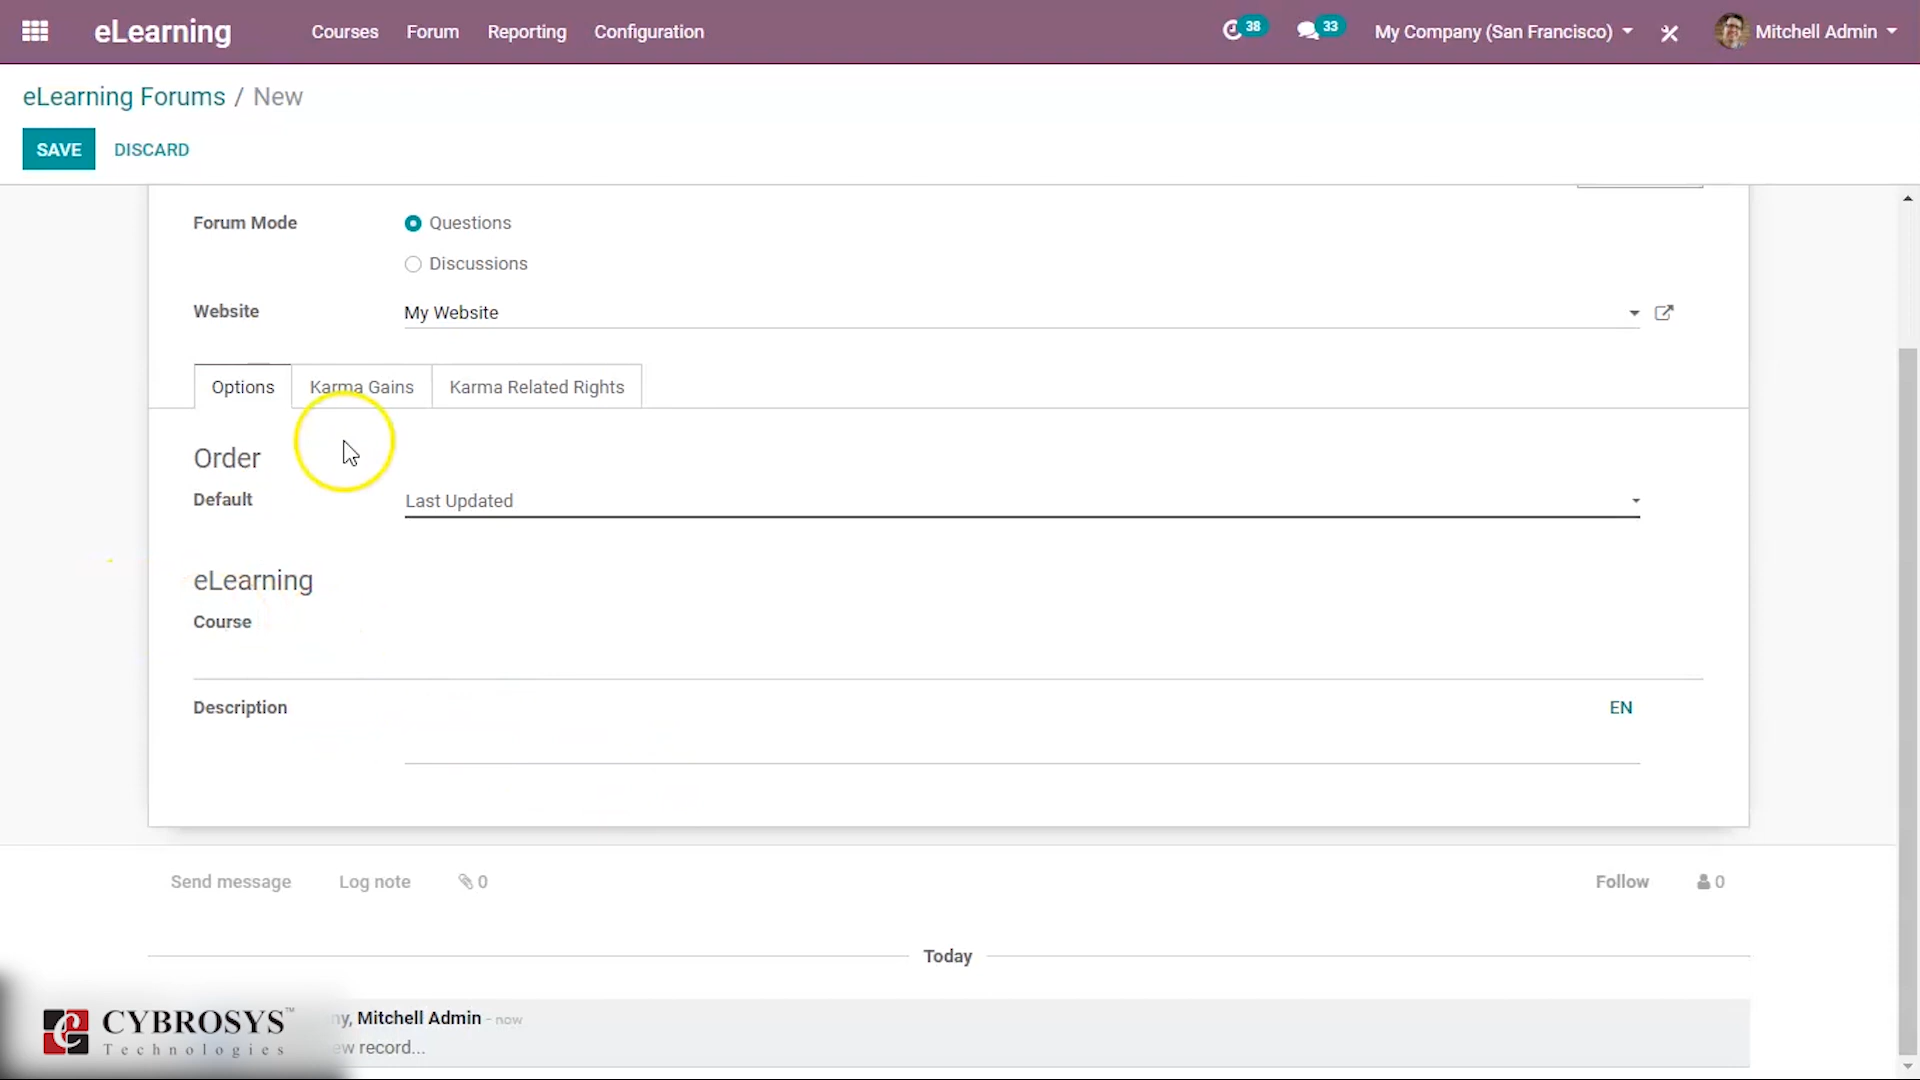 eLearning Courses Forum Reporting Configuration 38 33 My Company (San Francisco) Mitchell Admin
eLearning Forums / New
SAVE DISCARD
Forum Mode Questions
Discussions
Website My Website
Options Karma Gains Karma Related Rights
Order
Default Last Updated
eLearning
Course
Description EN
Send message Log note 0 Follow 0
Today
ny, Mitchell Admin - now
ew record...
CYBROSYS™
Technologies